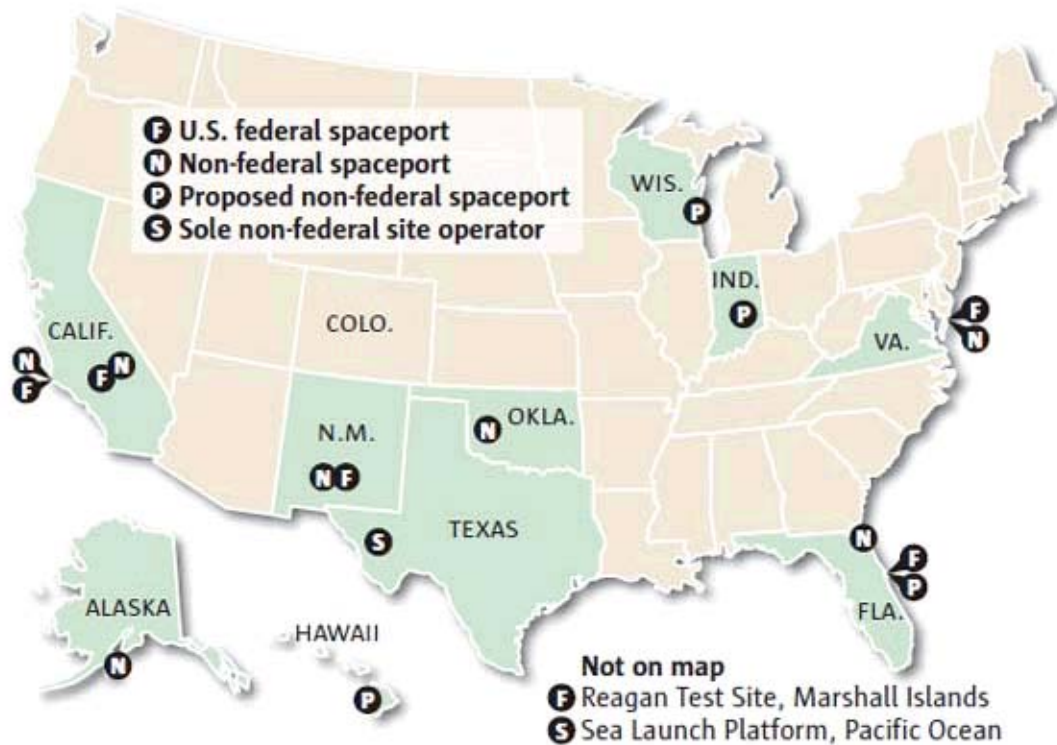 F U.S. federal spaceport
N Non-federal spaceport
P Proposed non-federal spaceport
S Sole non-federal site operator
WIS.
P
IND.
P
COLO.
CALIF.
VA.
F
N
N
F
F
N
N.M.
N F
N OKLA.
TEXAS
S
N
F
P
FLA.
ALASKA
N
HAWAII
P
Not on map
F Reagan Test Site, Marshall Islands
S Sea Launch Platform, Pacific Ocean